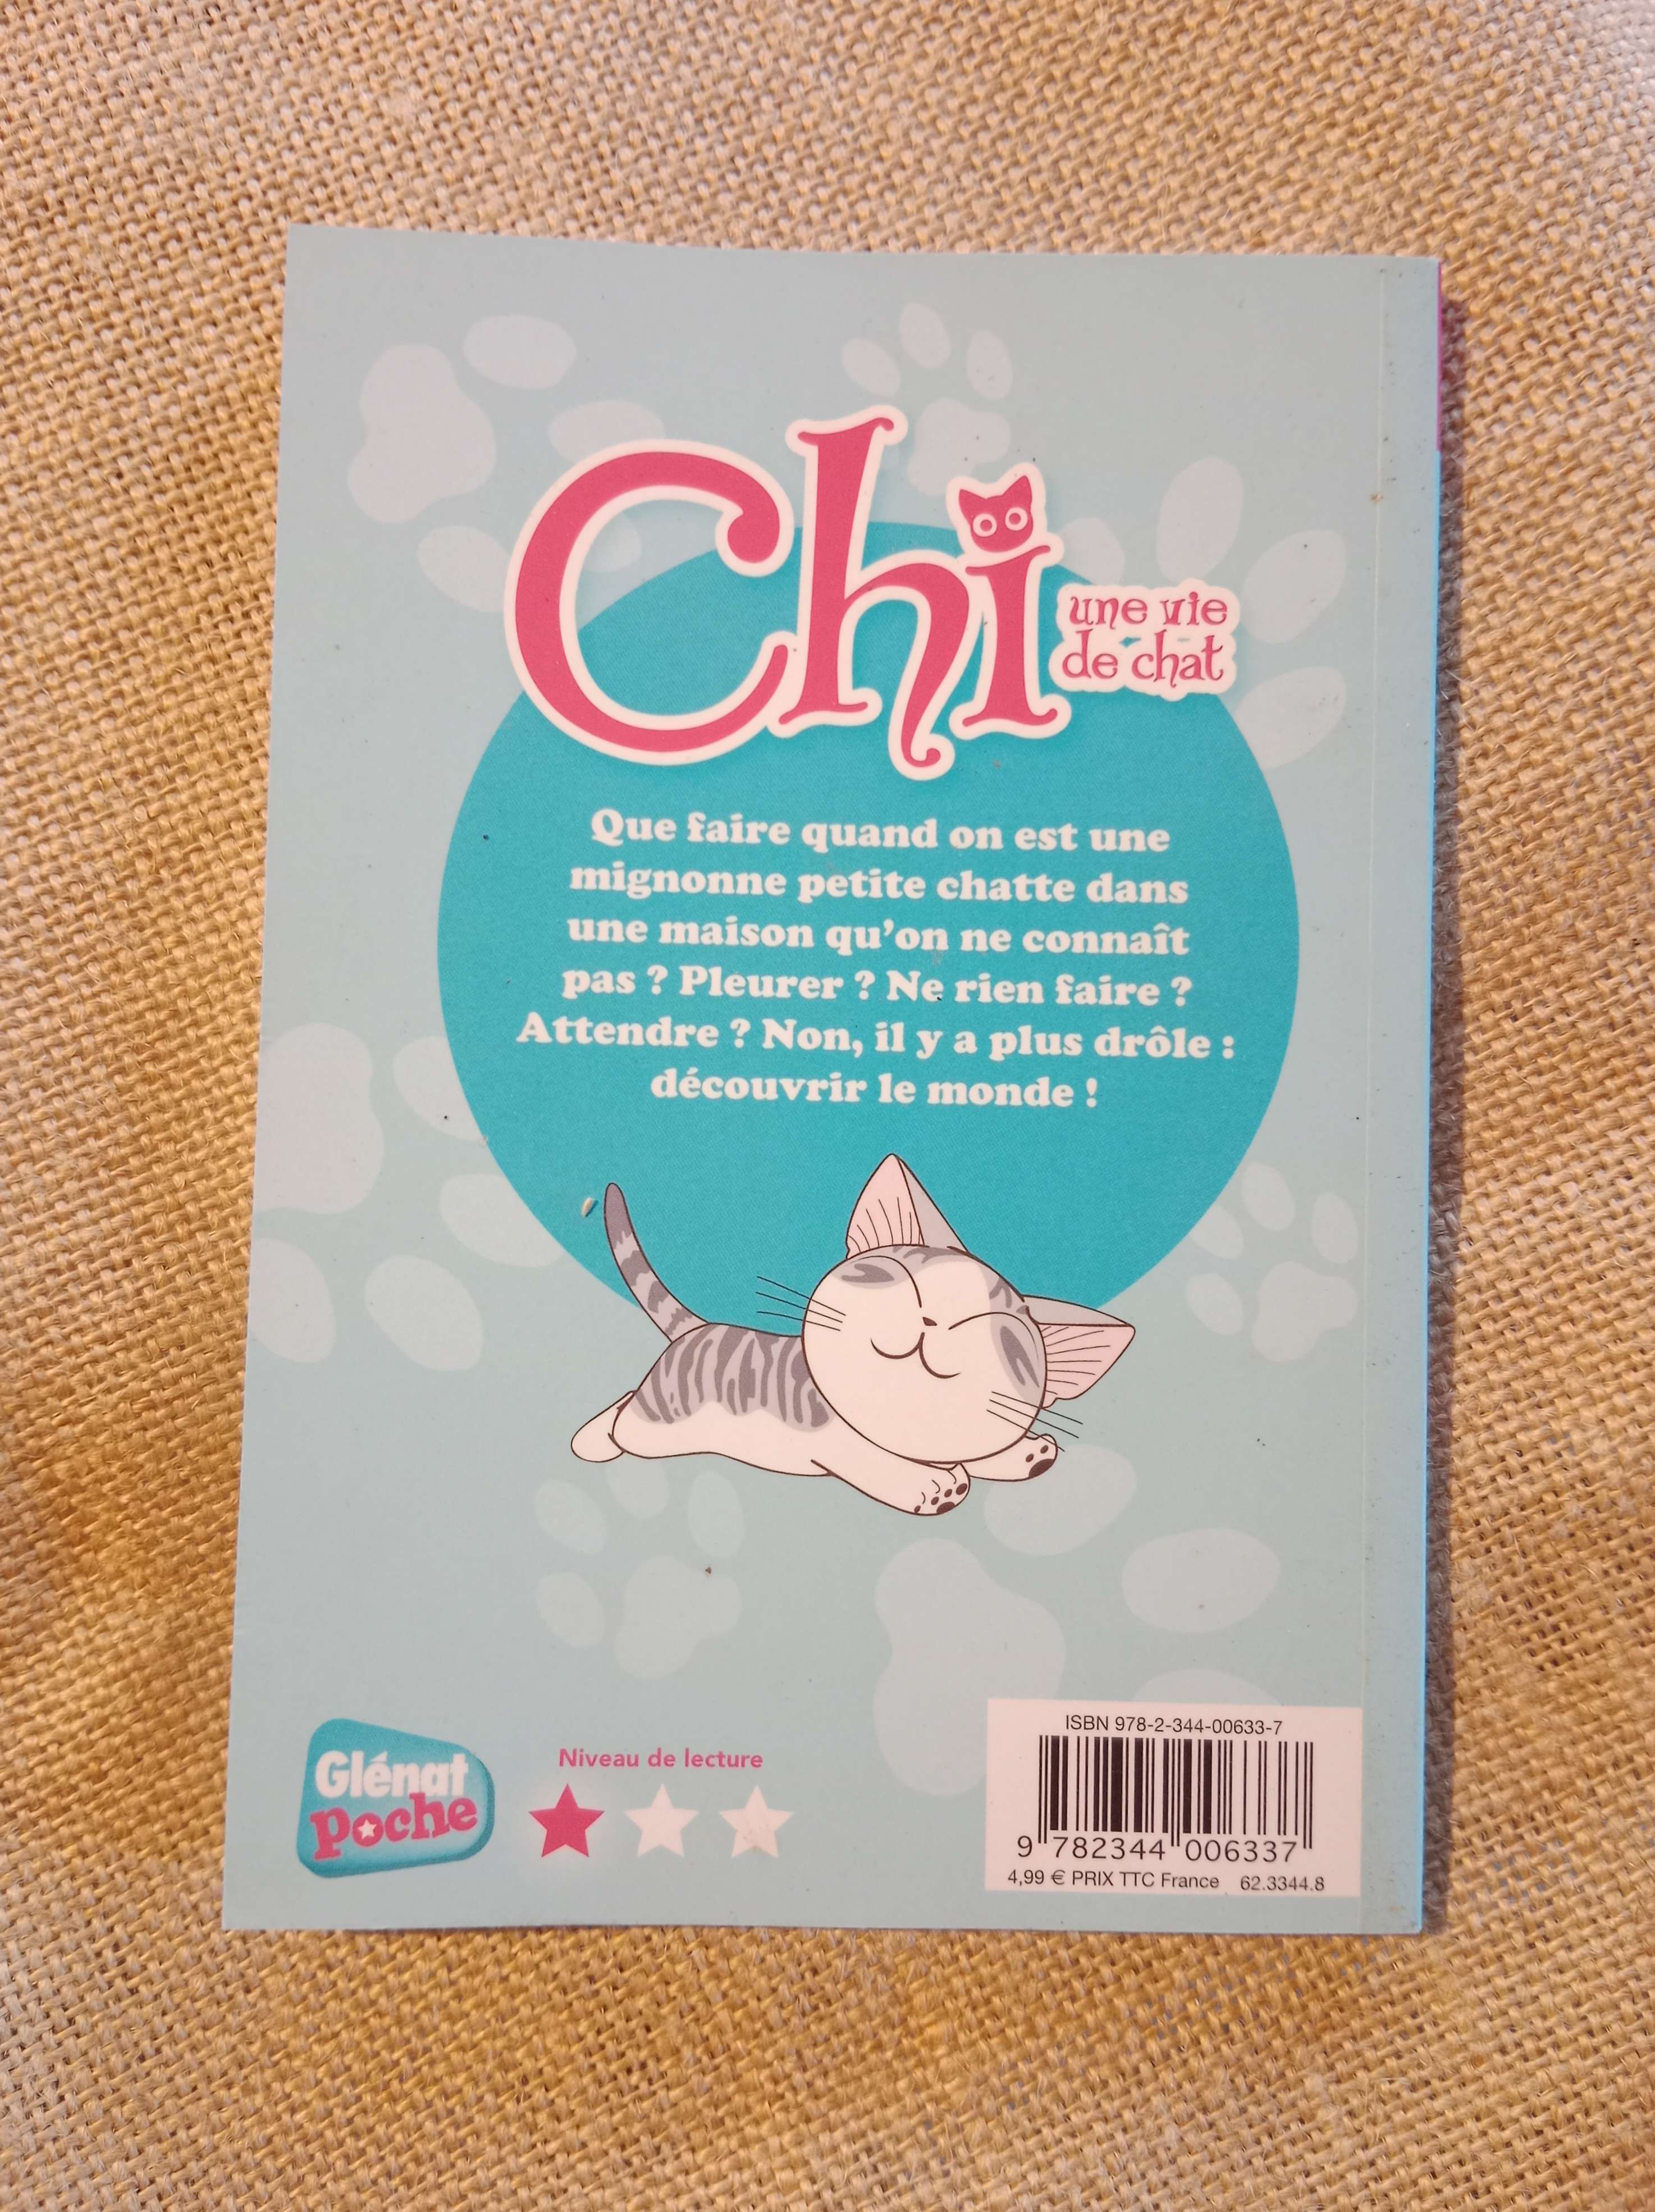 Chi
une vie
de chat
Que faire quand on est une
mignonne petite chatte dans
une maison qu'on ne connaît
pas ? Pleurer ? Ne rien faire ?
Attendre ? Non, il y a plus drôle :
découvrir le monde !
Glénat
poche
Niveau de lecture
ISBN 978-2-344-00633-7
9 782344 006337
4,99 € PRIX TTC France 62.3344.8